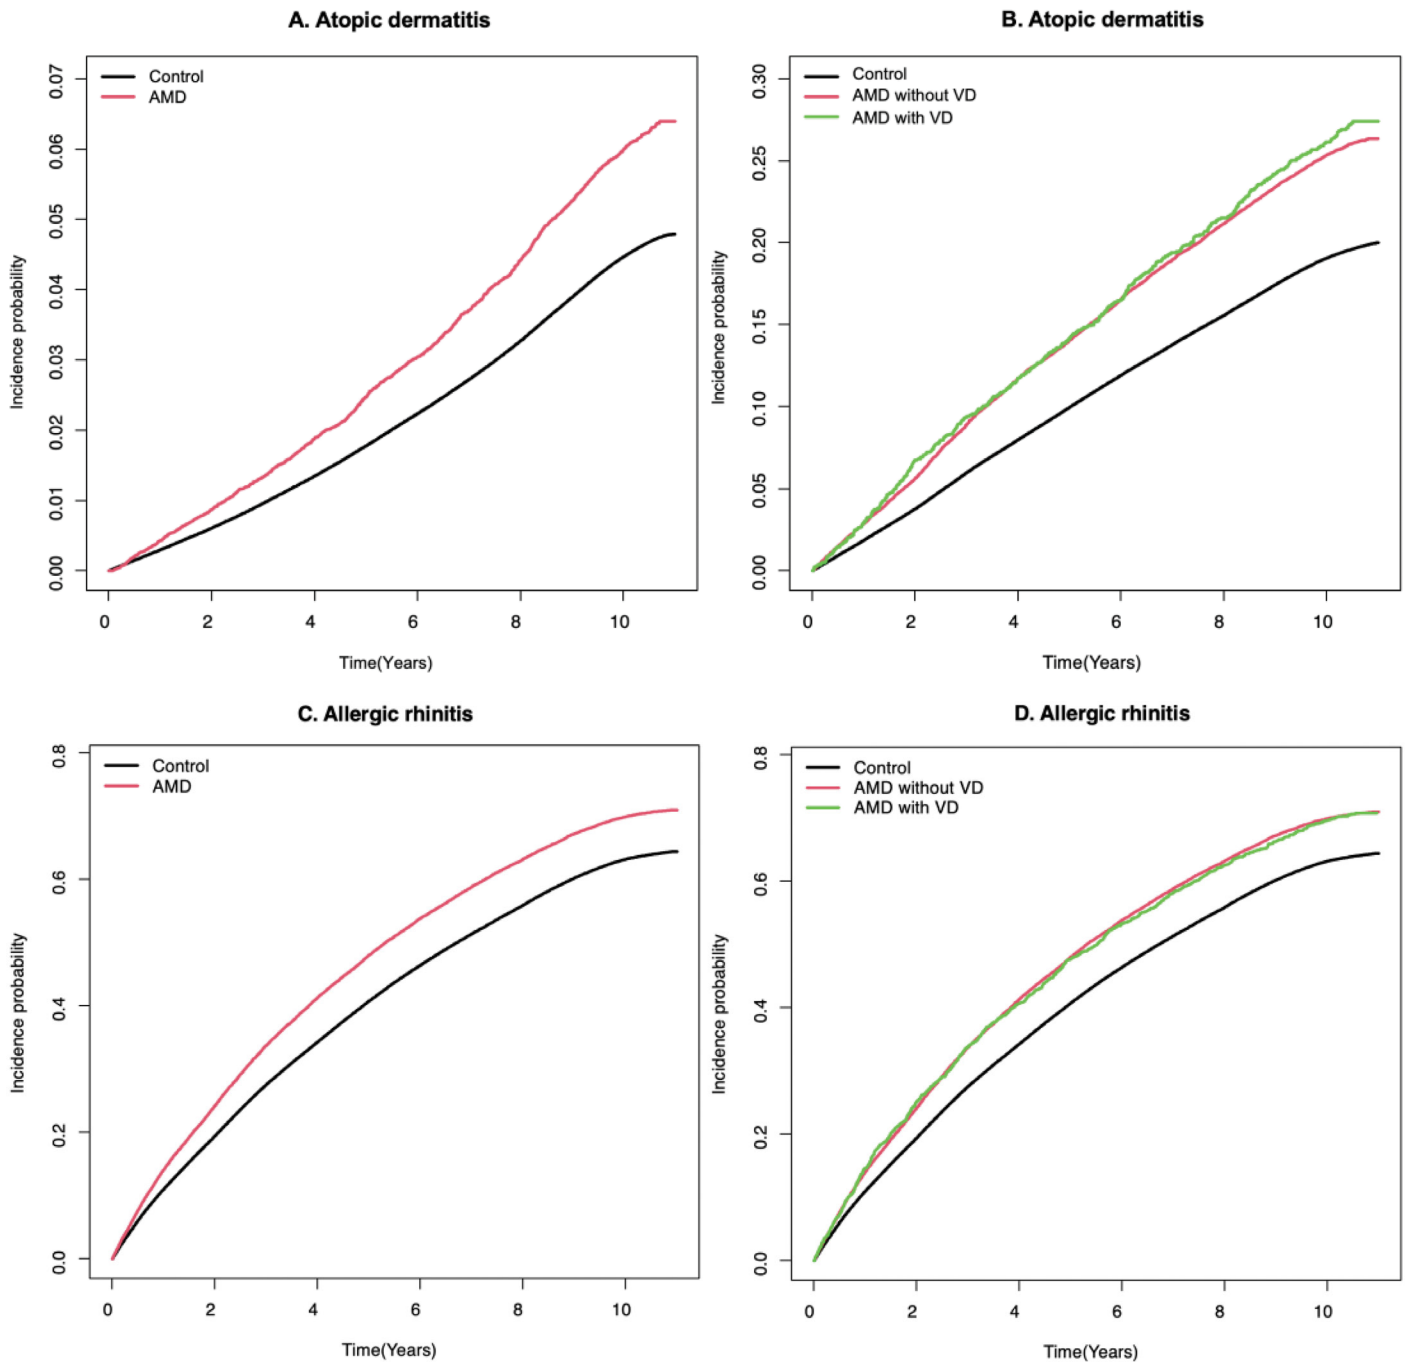 A. Atopic dermatitis
Control
AMD
0.07
0.06
0.05
0.04
0.03
0.02
0.01
0.00
Incidence probability
0 2 4 6 8 10
Time(Years)
B. Atopic dermatitis
Control
AMD without VD
AMD with VD
0.30
0.25
0.20
0.15
0.10
0.05
0.00
Incidence probability
0 2 4 6 8 10
Time(Years)
C. Allergic rhinitis
Control
AMD
0.8
0.6
0.4
0.2
0.0
Incidence probability
0 2 4 6 8 10
Time(Years)
D. Allergic rhinitis
Control
AMD without VD
AMD with VD
0.8
0.6
0.4
0.2
0.0
Incidence probability
0 2 4 6 8 10
Time(Years)